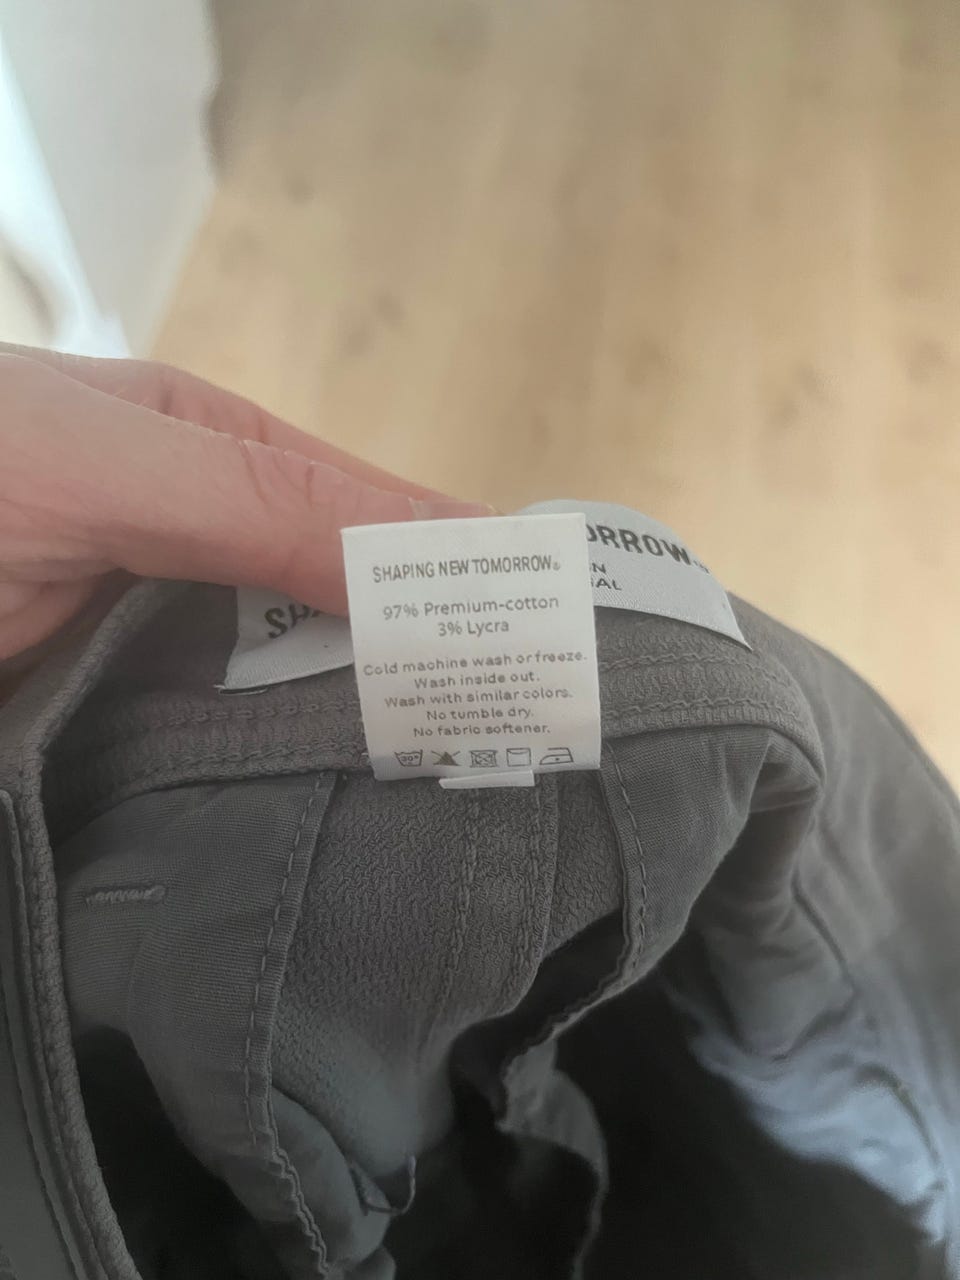 SHAPING NEW TOMORROW®
97% Premium-cotton
3% Lycra
Cold machine wash or freeze.
Wash inside out.
Wash with similar colors.
No tumble dry.
No fabric softener.
30°
ORROW